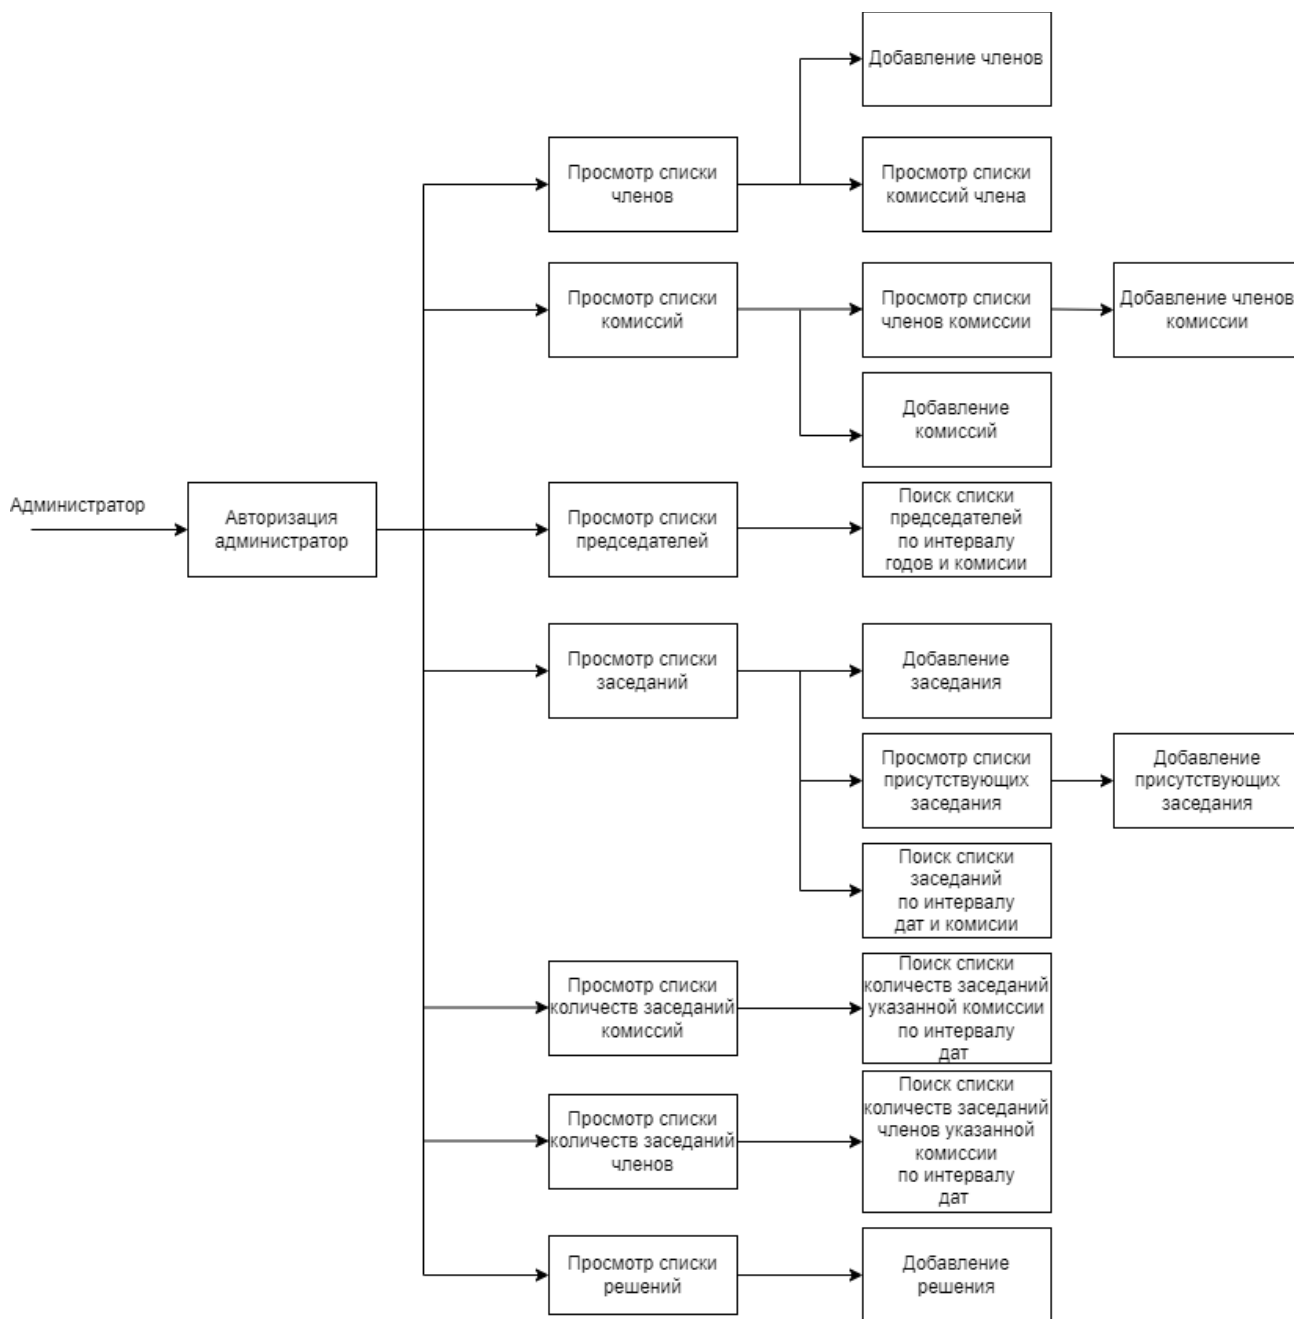 Добавление членов
Просмотр списки
членов
Просмотр списки
комиссий члена
Просмотр списки
комиссий
Просмотр списки
членов комиссии
Добавление членов
комиссии
Добавление
комиссий
Администратор
Авторизация
администратор
Просмотр списки
председателей
Поиск списки
председателей
по интервалу
годов и комисии
Просмотр списки
заседаний
Добавление
заседания
Просмотр списки
присутствующих
заседания
Добавление
присутствующих
заседания
Поиск списки
заседаний
по интервалу
дат и комисии
Просмотр списки
количеств заседаний
комиссий
Поиск списки
количеств заседаний
указанной комиссии
по интервалу
дат
Просмотр списки
количеств заседаний
членов
Поиск списки
количеств заседаний
членов указанной
комиссии
по интервалу
дат
Просмотр списки
решений
Добавление
решения